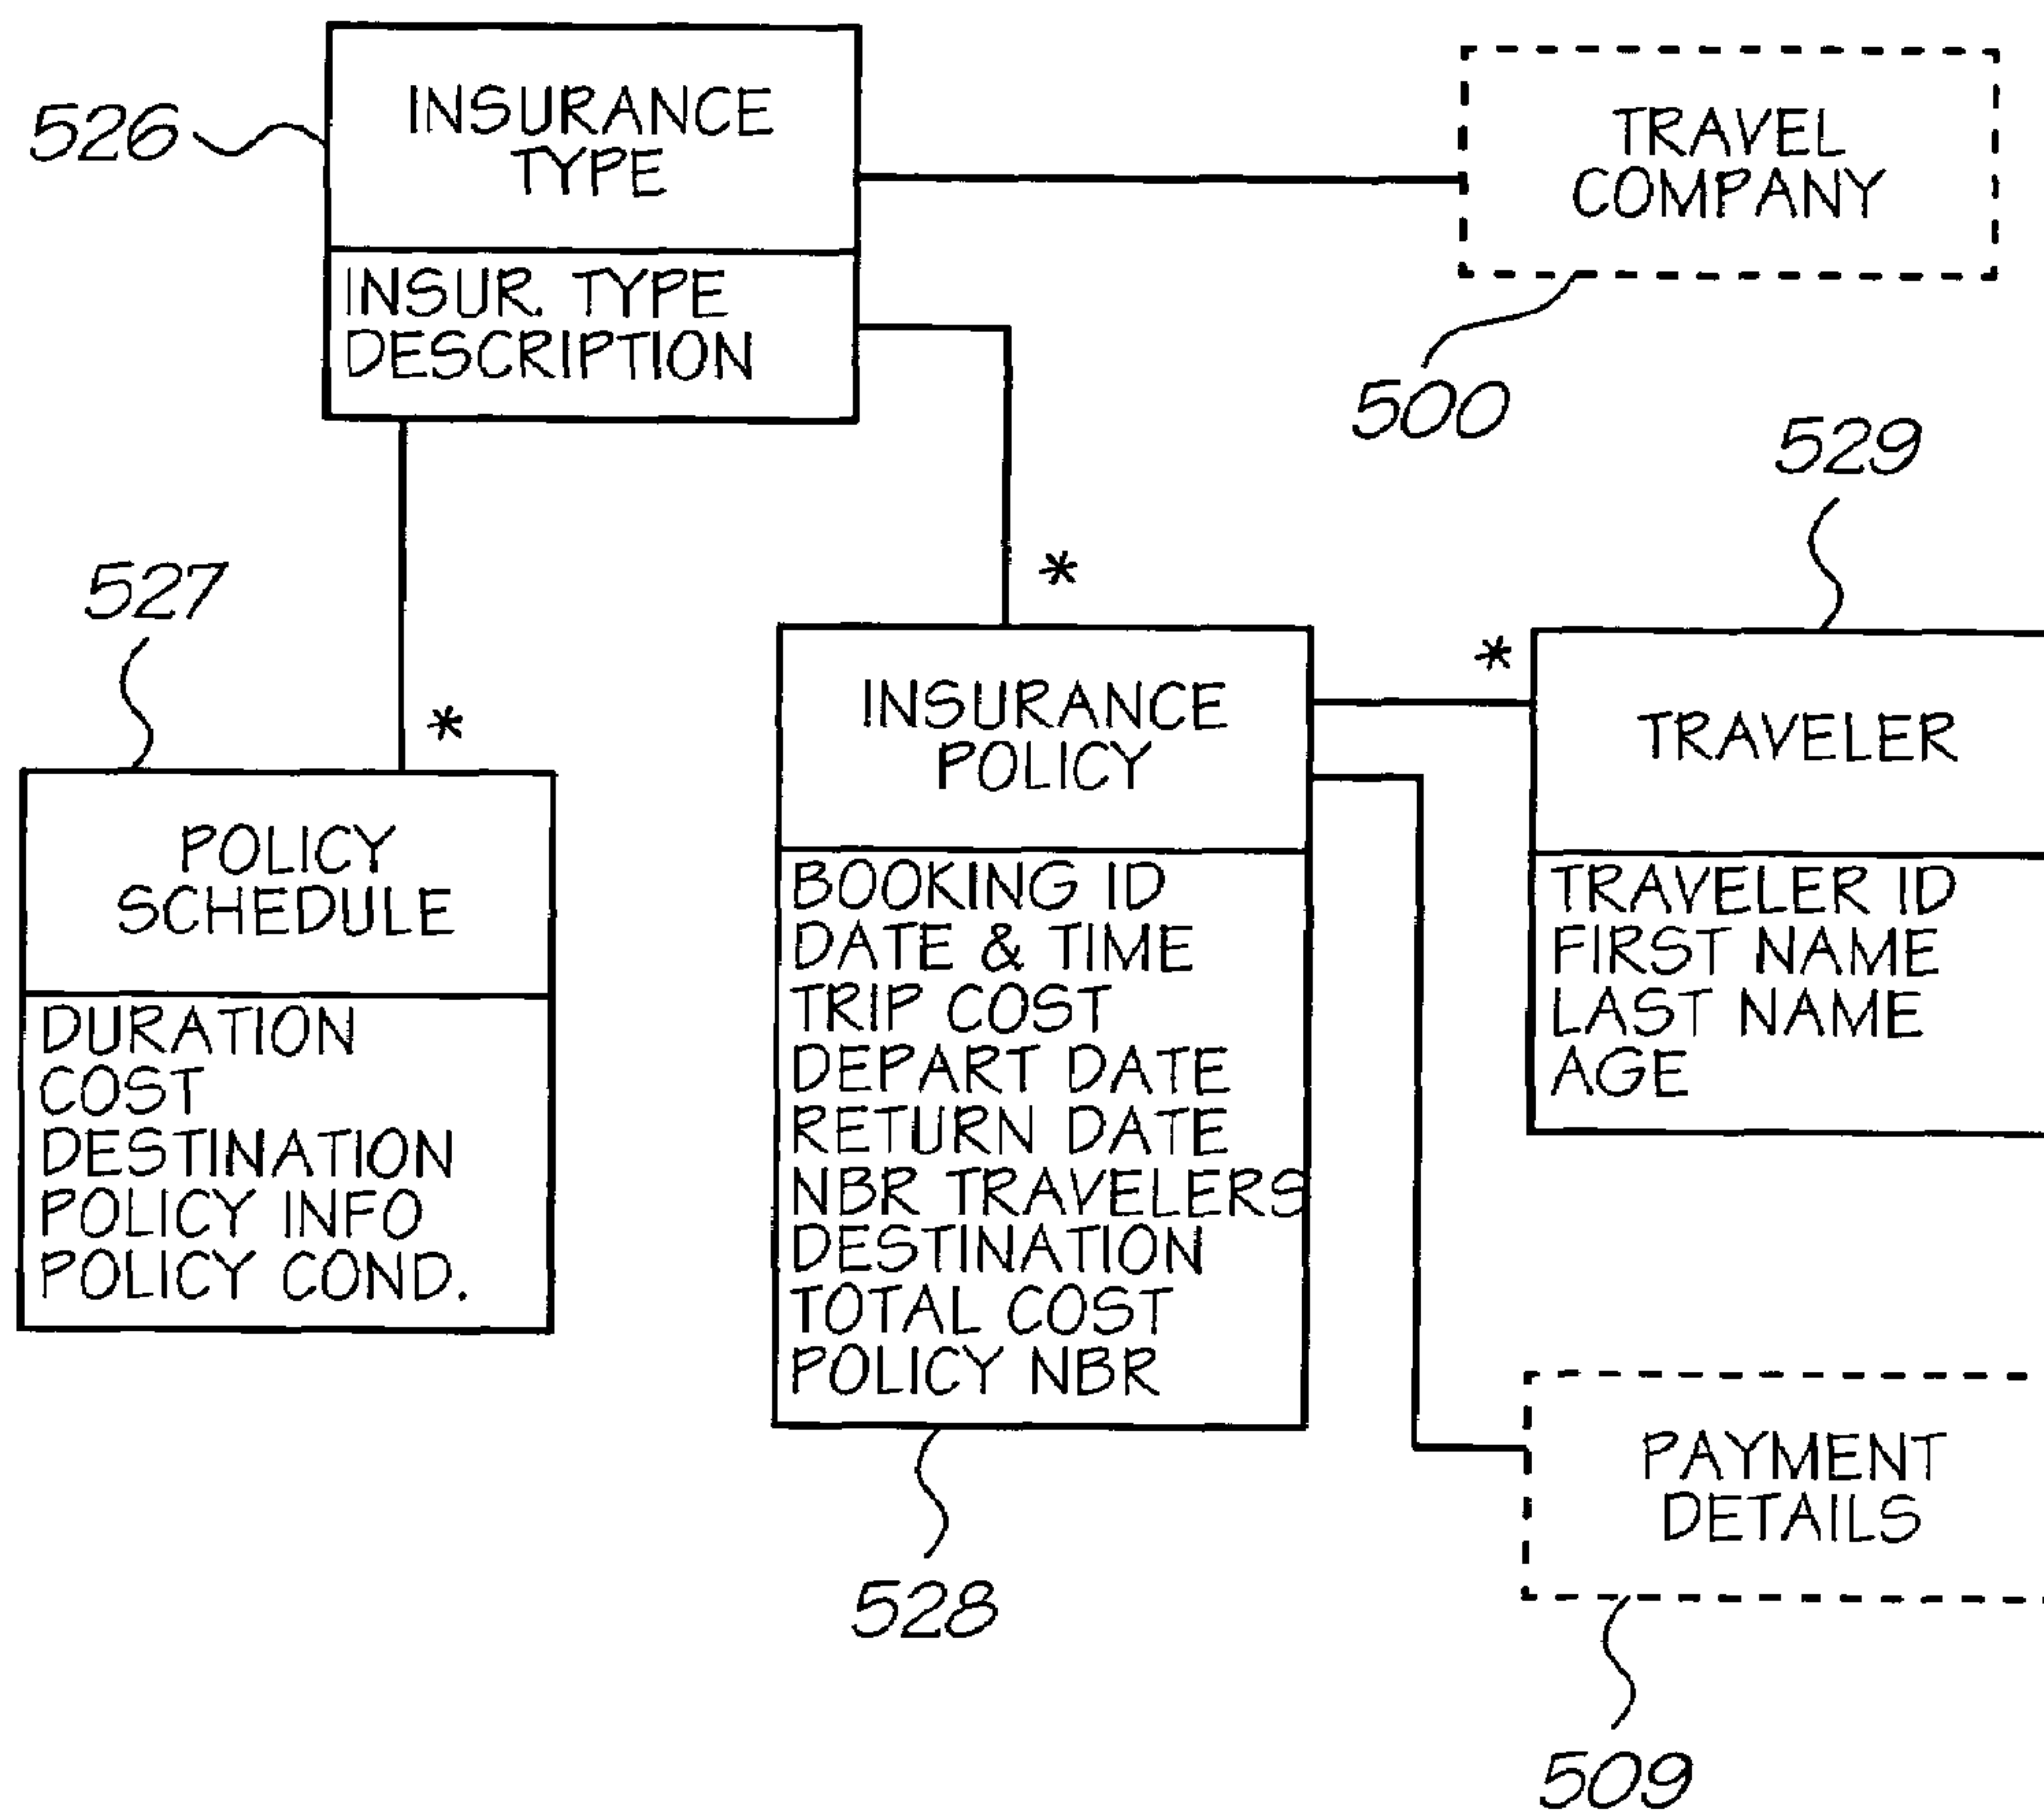 526
INSURANCE
TYPE
INSUR. TYPE
DESCRIPTION
TRAVEL
COMPANY
500
529
527
*
POLICY
SCHEDULE
DURATION
COST
DESTINATION
POLICY INFO
POLICY COND.
*
INSURANCE
POLICY
BOOKING ID
DATE & TIME
TRIP COST
DEPART DATE
RETURN DATE
NBR TRAVELERS
DESTINATION
TOTAL COST
POLICY NBR
528
*
TRAVELER
TRAVELER ID
FIRST NAME
LAST NAME
AGE
PAYMENT
DETAILS
509